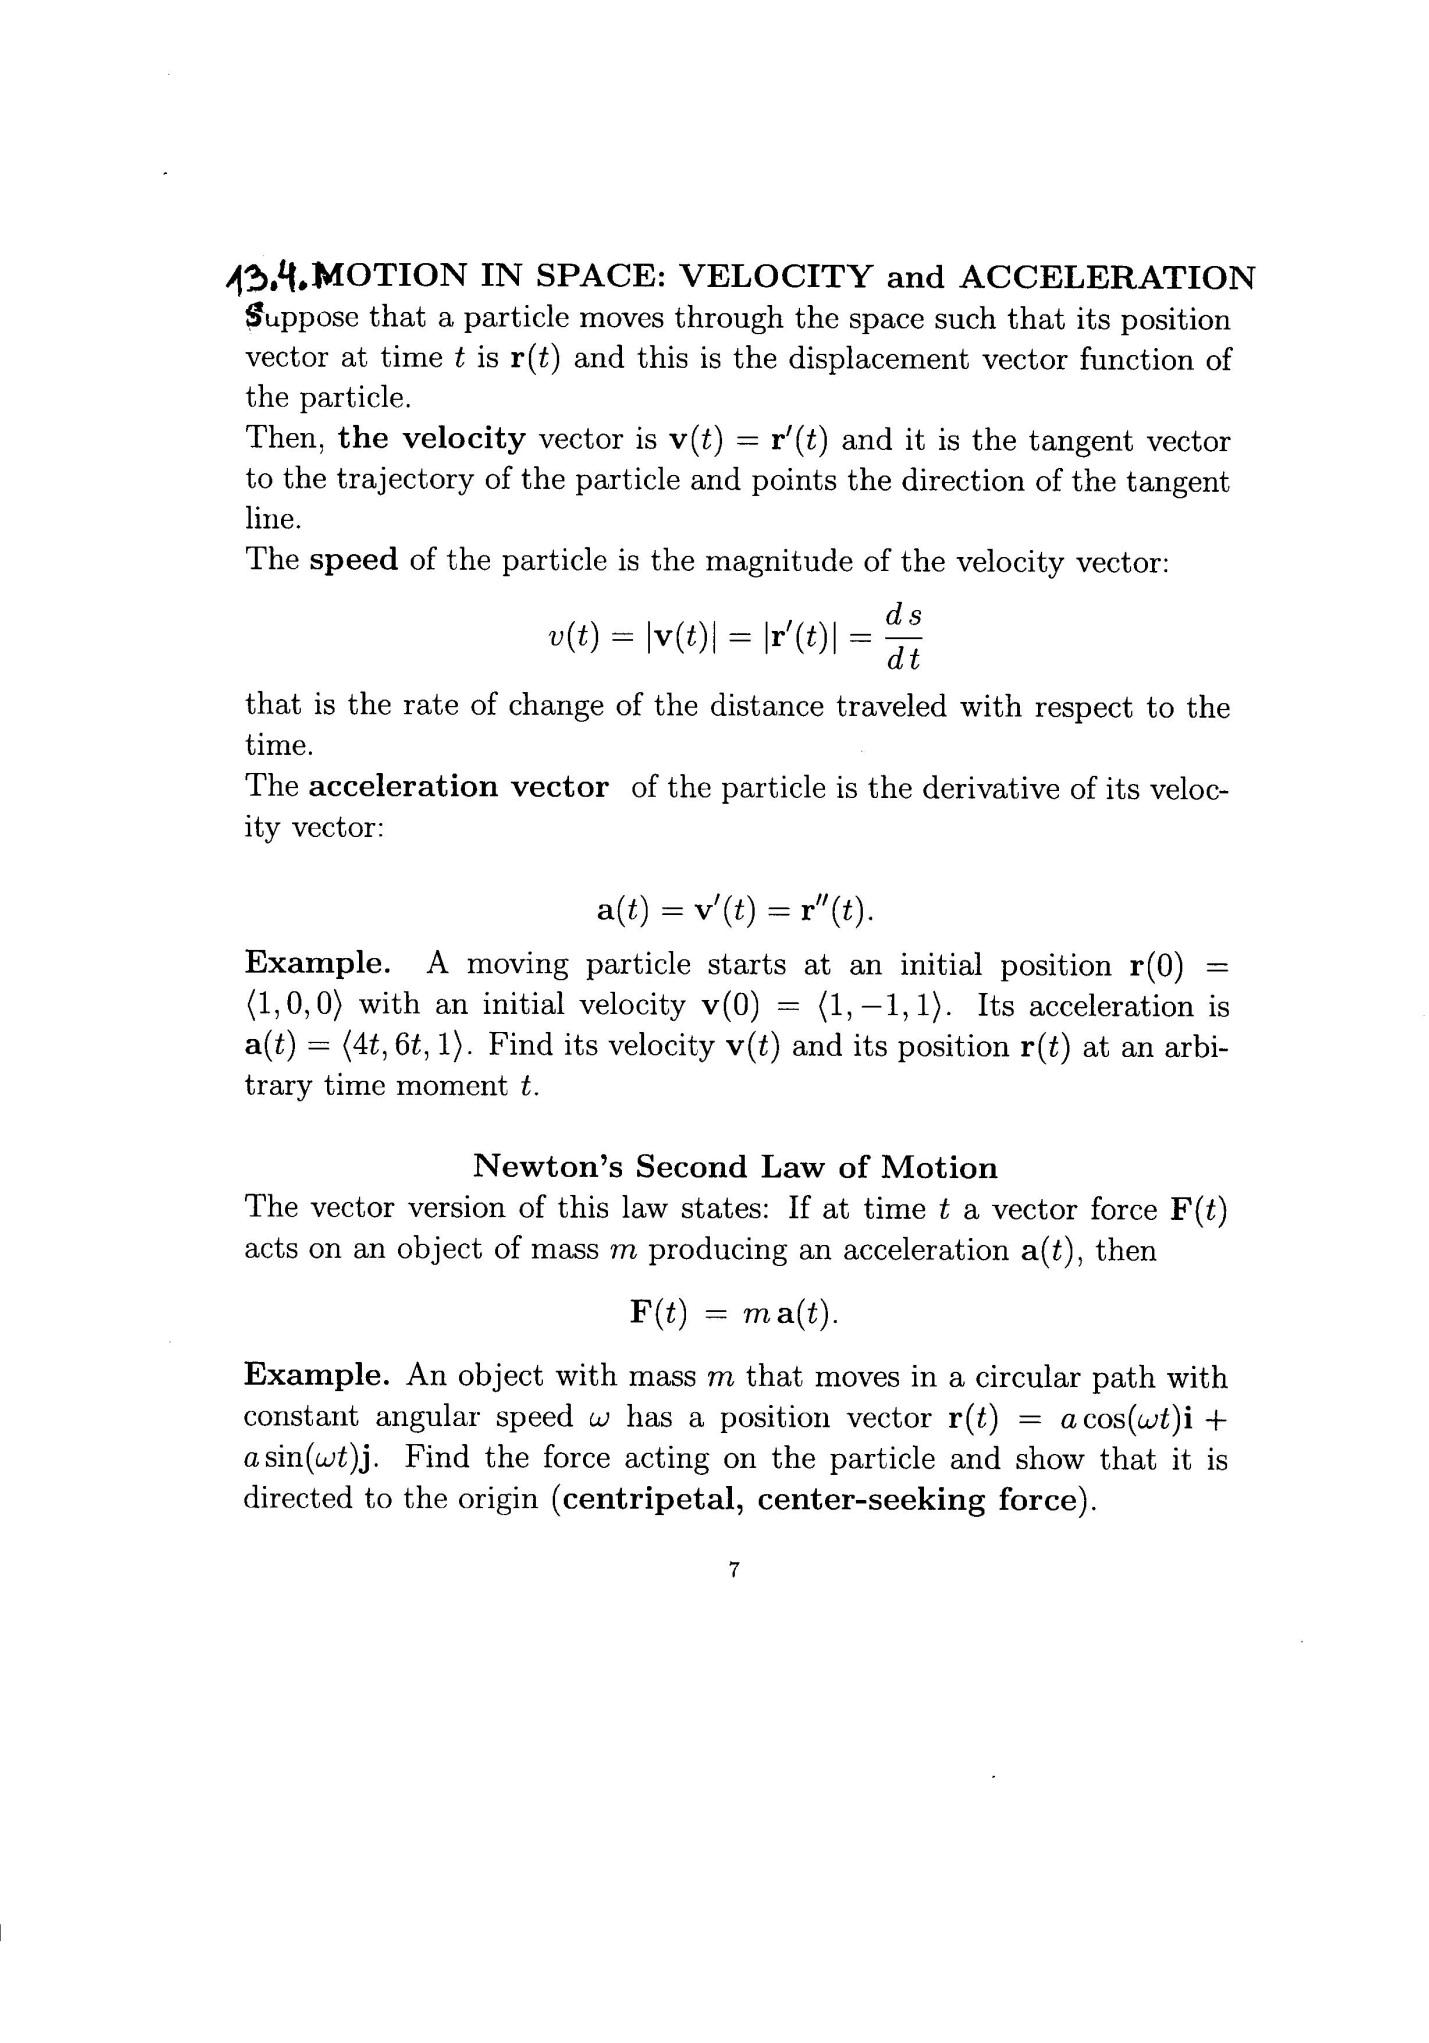 13.4. MOTION IN SPACE: VELOCITY and ACCELERATION
Suppose that a particle moves through the space such that its position
vector at time t is r(t) and this is the displacement vector function of
the particle.
Then, the velocity vector is v(t) = r′(t) and it is the tangent vector
to the trajectory of the particle and points the direction of the tangent
line.
The speed of the particle is the magnitude of the velocity vector:
v(t) = |v(t)| = |r′(t)| = d s / d t
that is the rate of change of the distance traveled with respect to the
time.
The acceleration vector of the particle is the derivative of its veloc-
ity vector:
a(t) = v′(t) = r″(t).
Example. A moving particle starts at an initial position r(0) =
⟨1, 0, 0⟩ with an initial velocity v(0) = ⟨1, −1, 1⟩. Its acceleration is
a(t) = ⟨4t, 6t, 1⟩. Find its velocity v(t) and its position r(t) at an arbi-
trary time moment t.
Newton's Second Law of Motion
The vector version of this law states: If at time t a vector force F(t)
acts on an object of mass m producing an acceleration a(t), then
F(t) = m a(t).
Example. An object with mass m that moves in a circular path with
constant angular speed ω has a position vector r(t) = a cos(ωt)i +
a sin(ωt)j. Find the force acting on the particle and show that it is
directed to the origin (centripetal, center-seeking force).
7